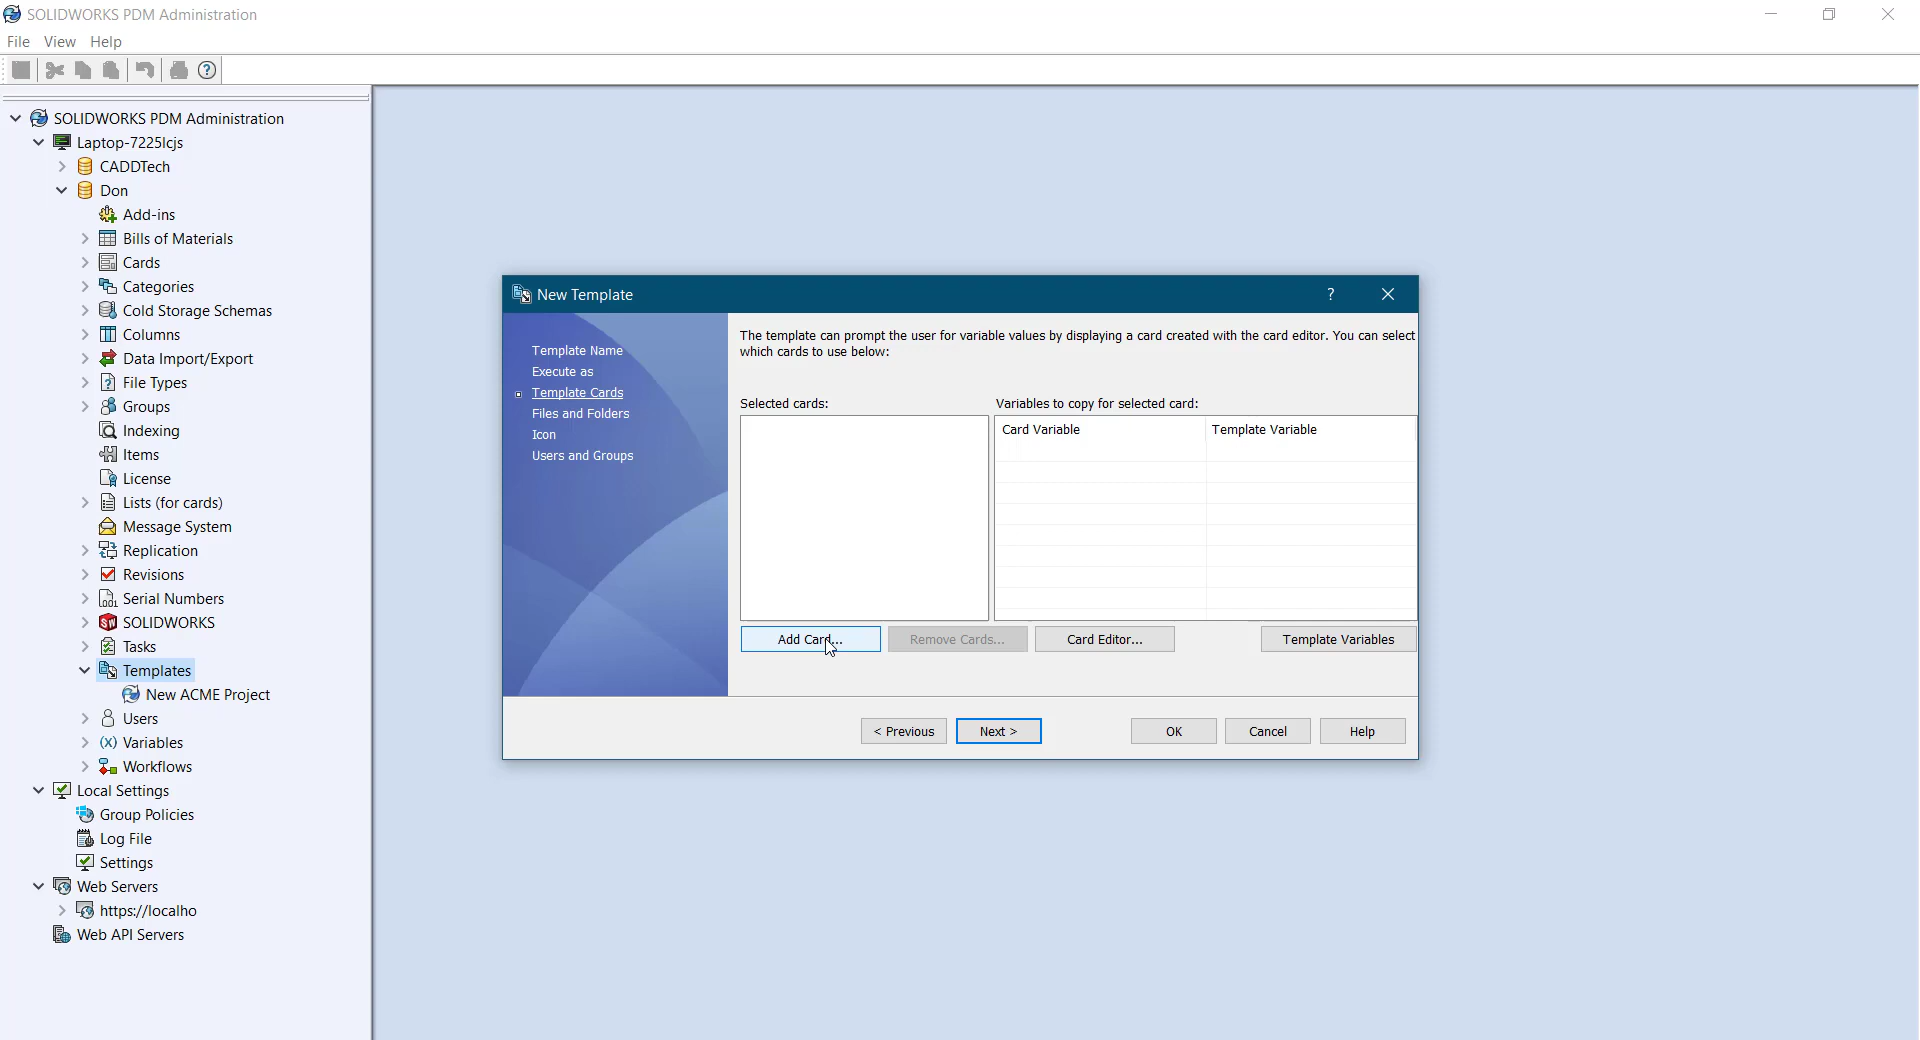 SOLIDWORKS PDM Administration
File View Help
SOLIDWORKS PDM Administration
Laptop-7225lcjs
CADDTech
Don
Add-ins
Bills of Materials
Cards
Categories
Cold Storage Schemas
Columns
Data Import/Export
File Types
Groups
Indexing
Items
License
Lists (for cards)
Message System
Replication
Revisions
Serial Numbers
SOLIDWORKS
Tasks
Templates
New ACME Project
Users
Variables
Workflows
Local Settings
Group Policies
Log File
Settings
Web Servers
https://localho
Web API Servers
New Template
Template Name
Execute as
Template Cards
Files and Folders
Icon
Users and Groups
The template can prompt the user for variable values by displaying a card created with the card editor. You can select
which cards to use below:
Selected cards:
Variables to copy for selected card:
Card Variable Template Variable
Add Card... Remove Cards... Card Editor... Template Variables
< Previous Next > OK Cancel Help